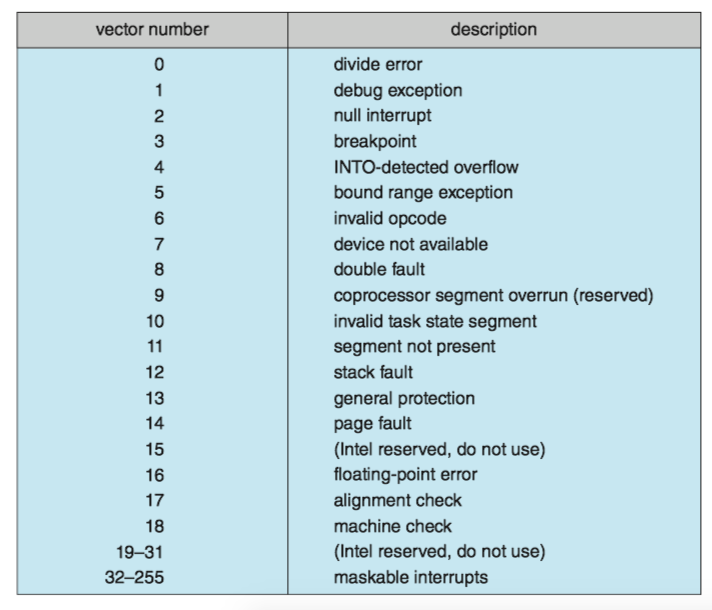 vector number description
0 divide error
1 debug exception
2 null interrupt
3 breakpoint
4 INTO-detected overflow
5 bound range exception
6 invalid opcode
7 device not available
8 double fault
9 coprocessor segment overrun (reserved)
10 invalid task state segment
11 segment not present
12 stack fault
13 general protection
14 page fault
15 (Intel reserved, do not use)
16 floating-point error
17 alignment check
18 machine check
19–31 (Intel reserved, do not use)
32–255 maskable interrupts